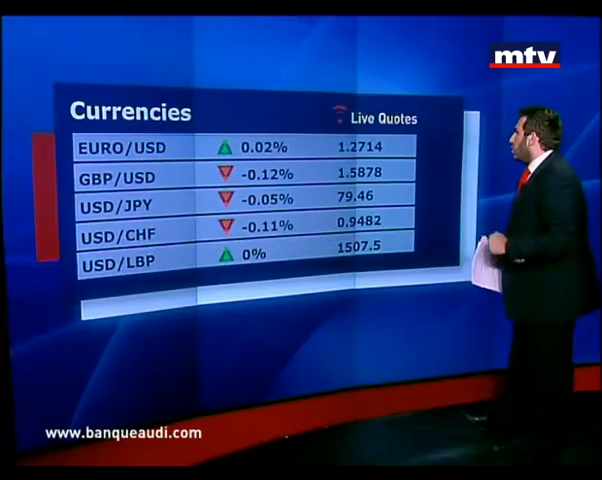 mtv
Currencies
Live Quotes
EURO/USD 0.02% 1.2714
GBP/USD -0.12% 1.5878
USD/JPY -0.05% 79.46
USD/CHF -0.11% 0.9482
USD/LBP 0% 1507.5
www.banqueaudi.com